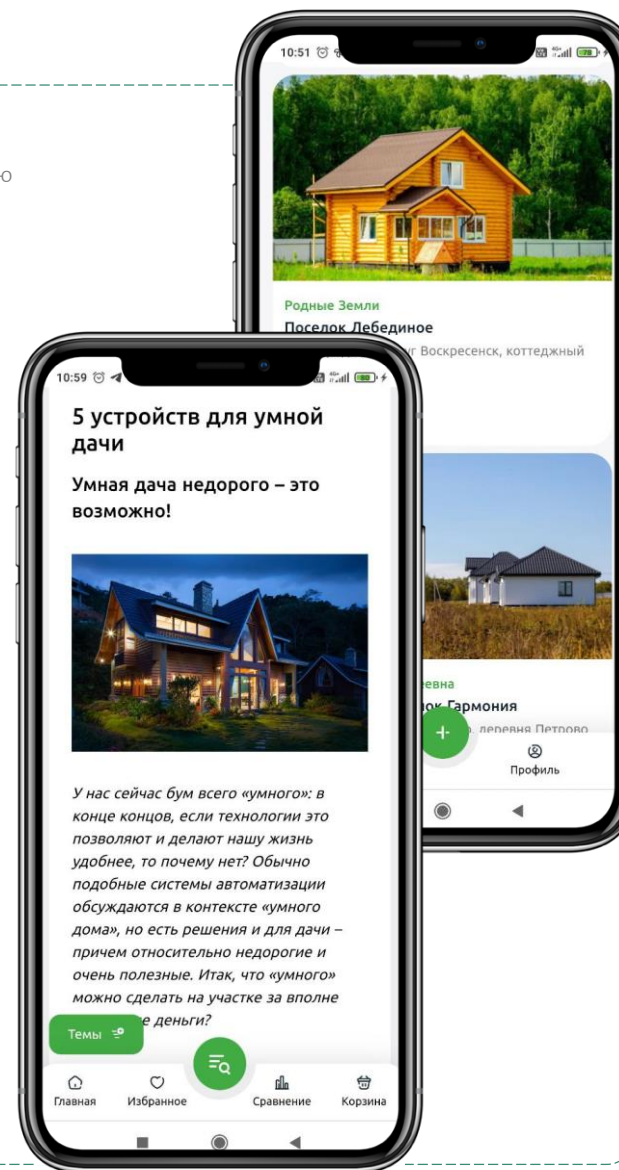 ю
10:51
Родные Земли
Поселок Лебединое
Воскресенск, коттеджный
Гармония
деревня Петрово
Профиль
10:59
5 устройств для умной
дачи
Умная дача недорого – это
возможно!
У нас сейчас бум всего «умного»: в
конце концов, если технологии это
позволяют и делают нашу жизнь
удобнее, то почему нет? Обычно
подобные системы автоматизации
обсуждаются в контексте «умного
дома», но есть решения и для дачи –
причем относительно недорогие и
очень полезные. Итак, что «умного»
можно сделать на участке за вполне
деньги?
Темы
Главная Избранное Сравнение Корзина